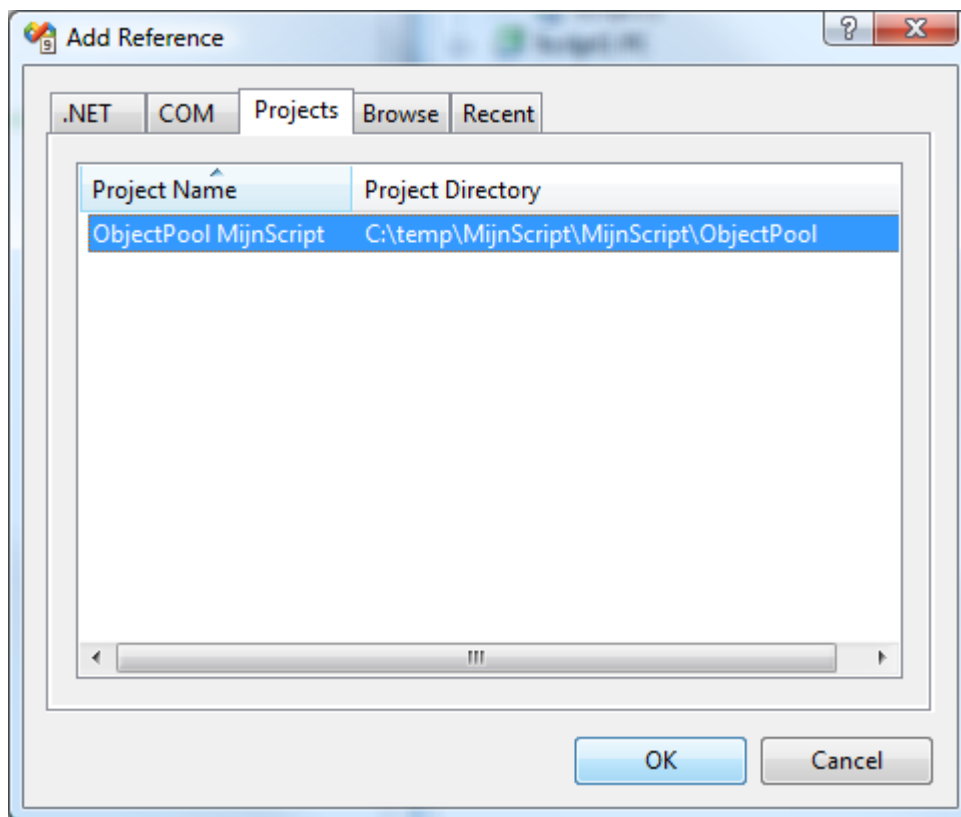 Add Reference
.NET COM Projects Browse Recent
Project Name Project Directory
ObjectPool MijnScript C:\temp\MijnScript\MijnScript\ObjectPool
OK Cancel